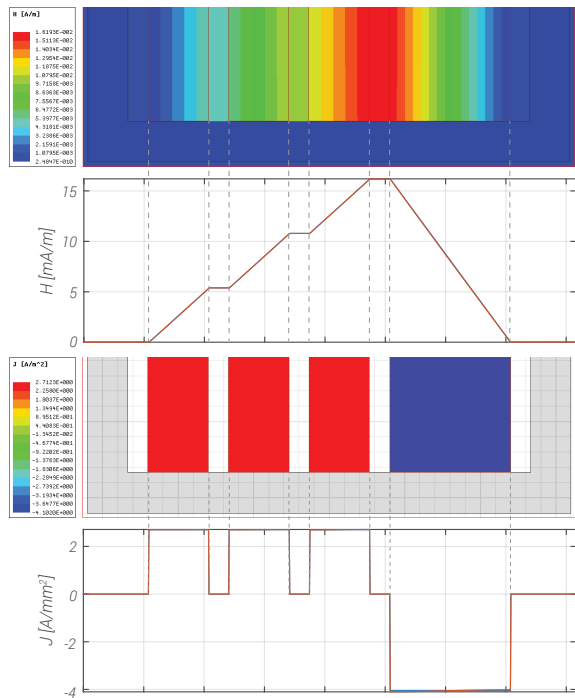 H [A/m]
1.6193E-002
1.5113E-002
1.4034E-002
1.2954E-002
1.1875E-002
1.0795E-002
9.7158E-003
8.6363E-003
7.5567E-003
6.4772E-003
5.3977E-003
4.3181E-003
3.2386E-003
2.1591E-003
1.0795E-003
2.4847E-010
15
10
5
0
H [mA/m]
J [A/m^2]
2.7123E+000
2.2580E+000
1.8037E+000
1.3494E+000
8.9512E-001
4.4083E-001
-1.3452E-002
-4.6774E-001
-9.2202E-001
-1.3763E+000
-1.8306E+000
-2.2849E+000
-2.7392E+000
-3.1934E+000
-3.6477E+000
-4.1020E+000
2
0
-2
-4
J [A/mm²]